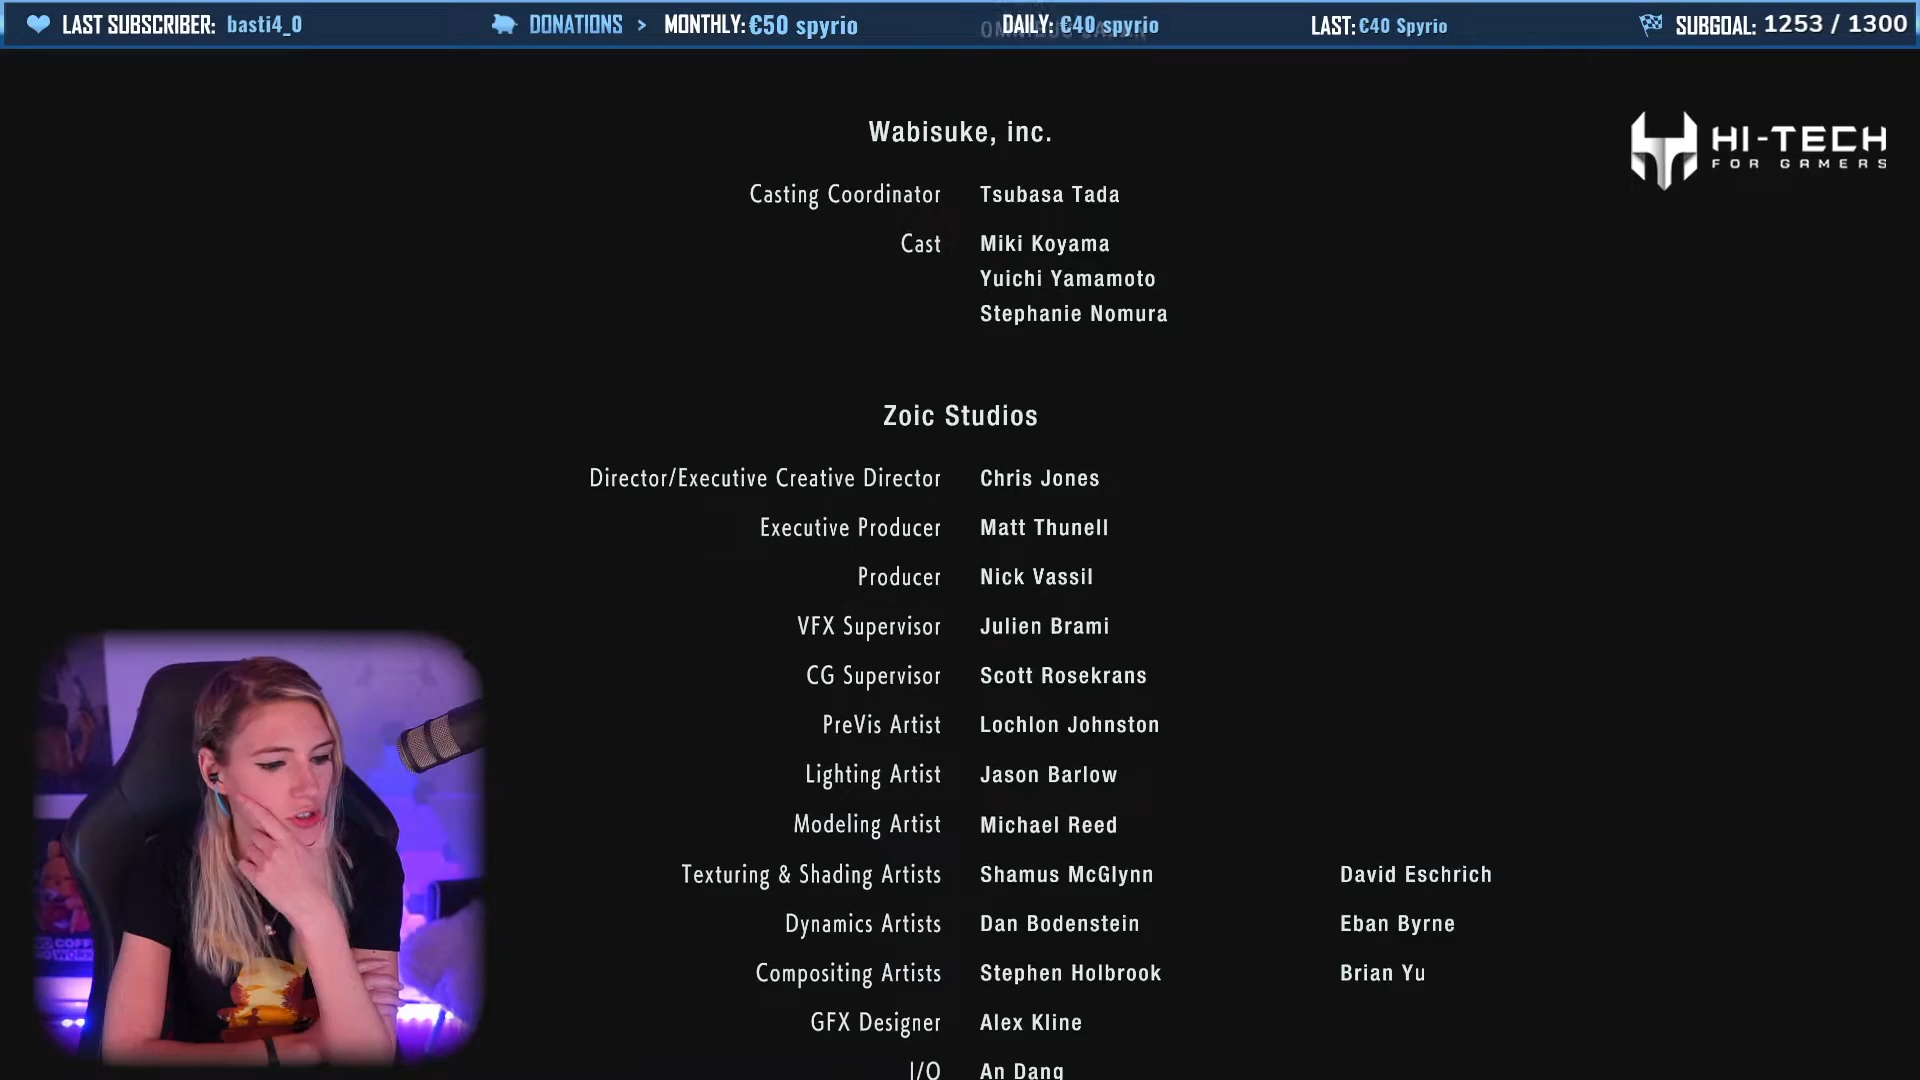 LAST SUBSCRIBER: basti4_0 DONATIONS > MONTHLY: €50 spyrio DAILY: €40 spyrio LAST: €40 Spyrio SUBGOAL: 1253 / 1300
HI-TECH
FOR GAMERS
Wabisuke, inc.
Casting Coordinator Tsubasa Tada
Cast Miki Koyama
Yuichi Yamamoto
Stephanie Nomura
Zoic Studios
Director/Executive Creative Director Chris Jones
Executive Producer Matt Thunell
Producer Nick Vassil
VFX Supervisor Julien Brami
CG Supervisor Scott Rosekrans
PreVis Artist Lochlon Johnston
Lighting Artist Jason Barlow
Modeling Artist Michael Reed
Texturing & Shading Artists Shamus McGlynn David Eschrich
Dynamics Artists Dan Bodenstein Eban Byrne
Compositing Artists Stephen Holbrook Brian Yu
GFX Designer Alex Kline
I/O An Dang